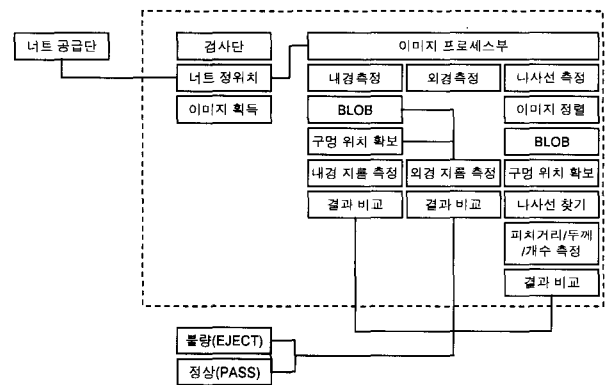 너트 공급단
검사단
이미지 프로세스부
너트 정위치
내경측정
외경측정
나사선 측정
이미지 획득
BLOB
이미지 정렬
구멍 위치 확보
BLOB
내경 지름 측정
외경 지름 측정
구멍 위치 확보
결과 비교
결과 비교
나사선 찾기
피치거리/두께
/개수 측정
결과 비교
불량(EJECT)
정상(PASS)